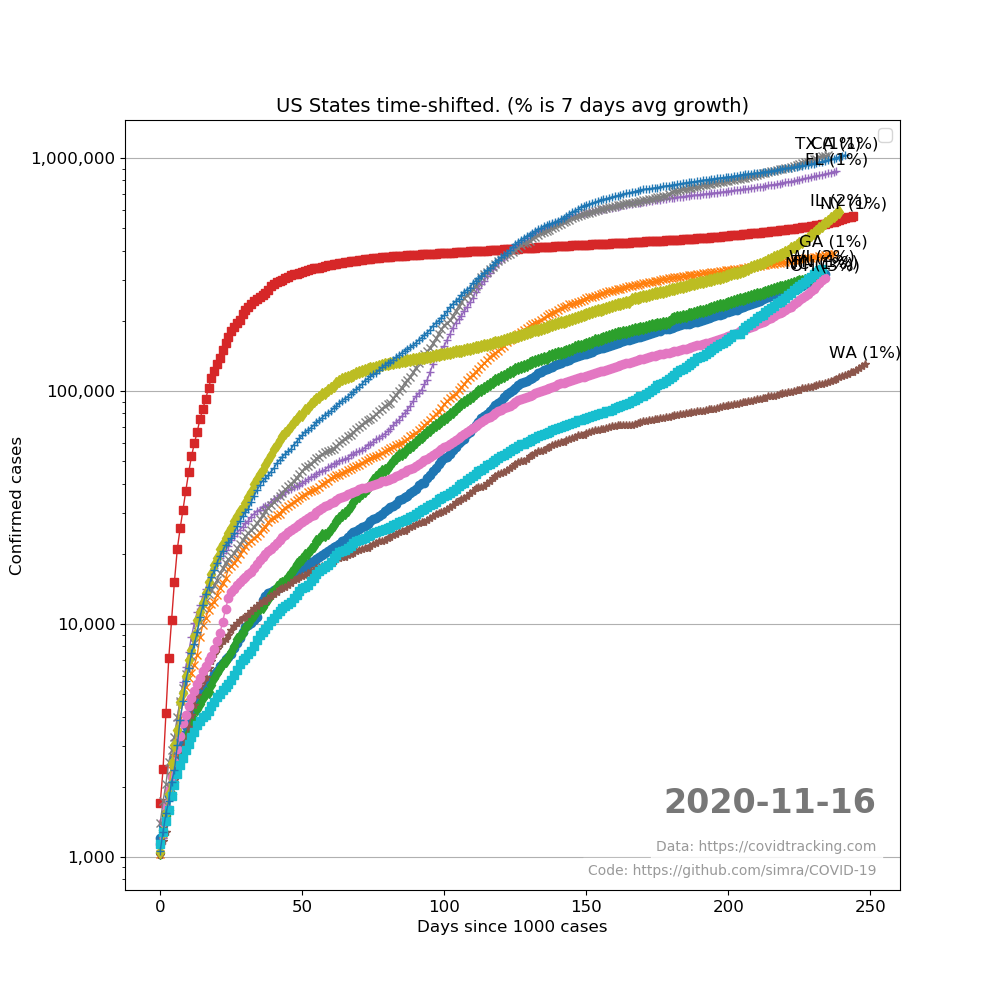 US States time-shifted. (% is 7 days avg growth)
1,000,000
100,000
10,000
1,000
Confirmed cases
TX (1%)
CA (1%)
FL (1%)
IL (2%)
NY (1%)
GA (1%)
WI (2%)
WA (1%)
2020-11-16
Data: https://covidtracking.com
Code: https://github.com/simra/COVID-19
0 50 100 150 200 250
Days since 1000 cases